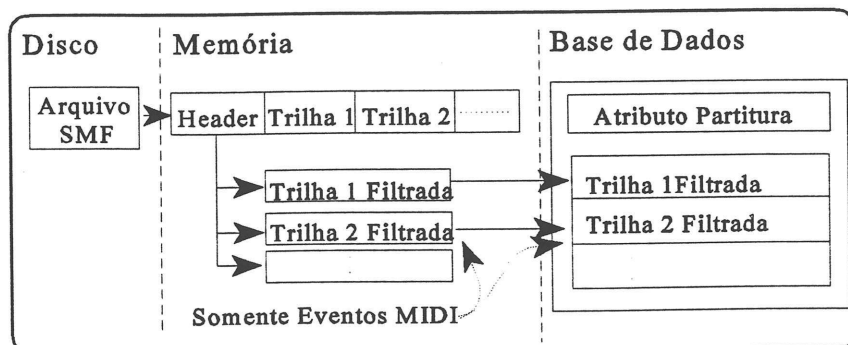 Disco
Memória
Base de Dados
Arquivo
SMF
Header
Trilha 1
Trilha 2
..........
Atributo Partitura
Trilha 1 Filtrada
Trilha 1Filtrada
Trilha 2 Filtrada
Trilha 2 Filtrada
Somente Eventos MIDI